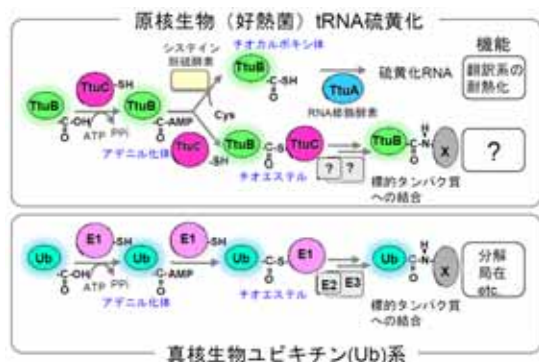 原核生物（好熱菌）tRNA硫黄化
機能
システイン
脱硫酵素
チオカルボキシ体
TtuB
C-SH
O
TtuA
RNA修飾酵素
硫黄化RNA
翻訳系の
耐熱化
TtuC -SH
TtuB
C-OH
O
ATP PPi
TtuB
C-AMP
O
アデニル化体
Cys
TtuC -SH
TtuB
C-S
O
TtuC
チオエステル
? ?
TtuB
H
C-N
O
X
標的タンパク質
への結合
?
E1 -SH
Ub
C-OH
O
ATP PPi
Ub
C-AMP
O
アデニル化体
E1 -SH
Ub
C-S
O
E1
チオエステル
E2 E3
Ub
H
C-N
O
X
標的タンパク質
への結合
分解
局在
etc.
真核生物ユビキチン(Ub)系